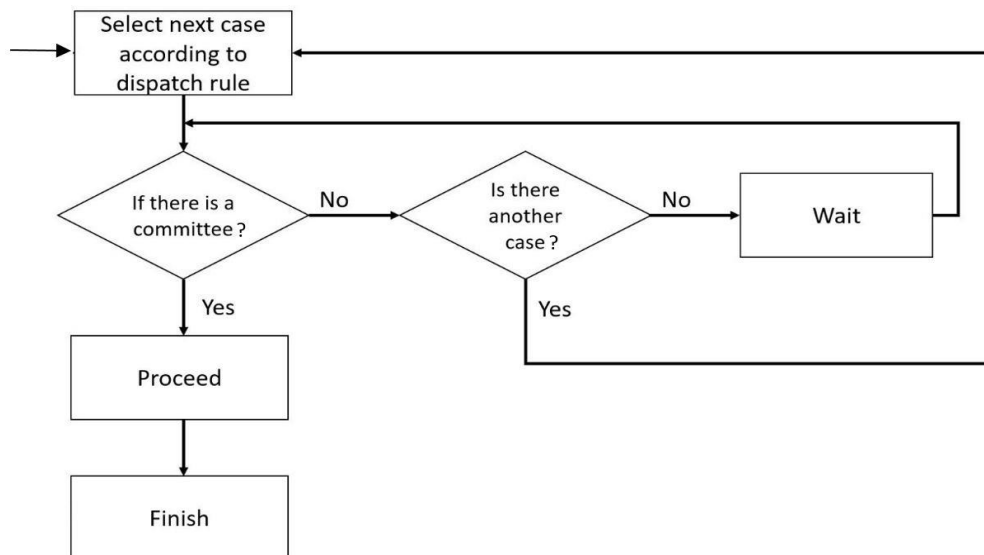 Select next case
according to
dispatch rule
If there is a
committee?
No
Is there
another
case?
No
Wait
Yes
Yes
Proceed
Finish